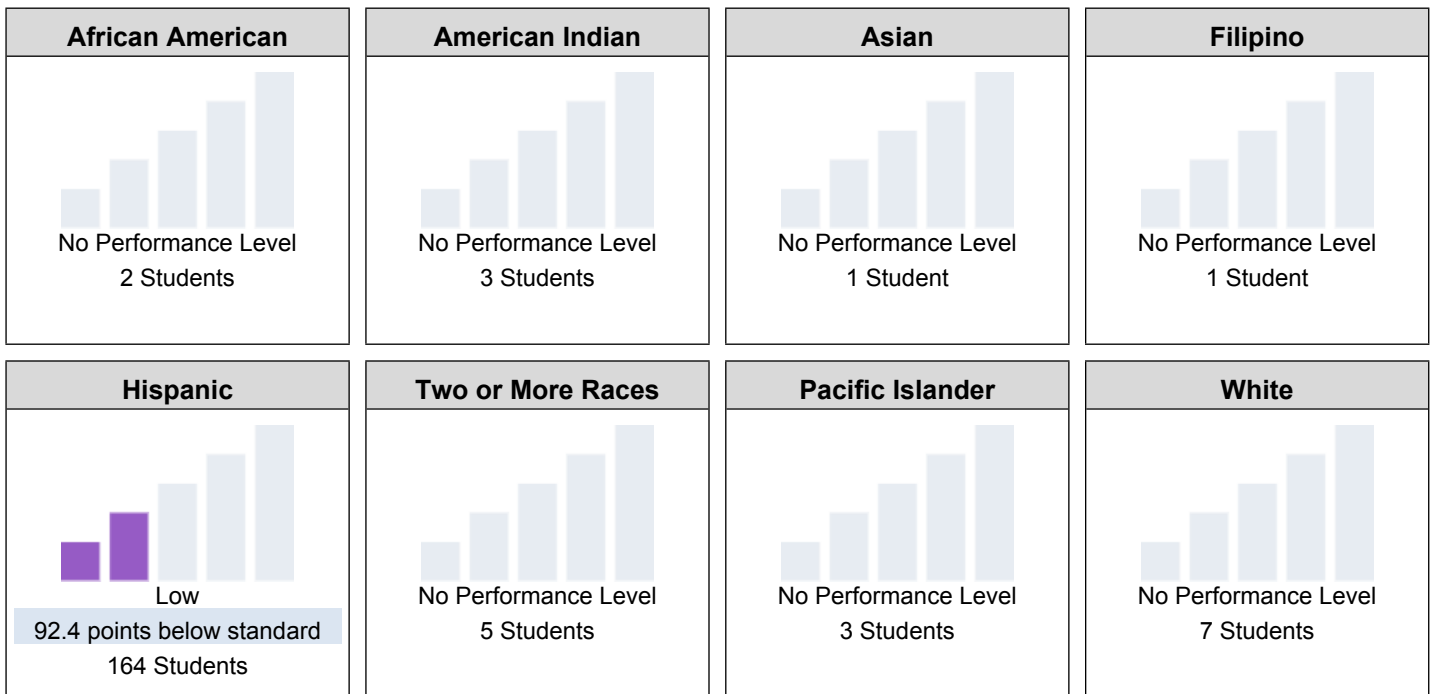 African American
No Performance Level
2 Students
American Indian
No Performance Level
3 Students
Asian
No Performance Level
1 Student
Filipino
No Performance Level
1 Student
Hispanic
Low
92.4 points below standard
164 Students
Two or More Races
No Performance Level
5 Students
Pacific Islander
No Performance Level
3 Students
White
No Performance Level
7 Students